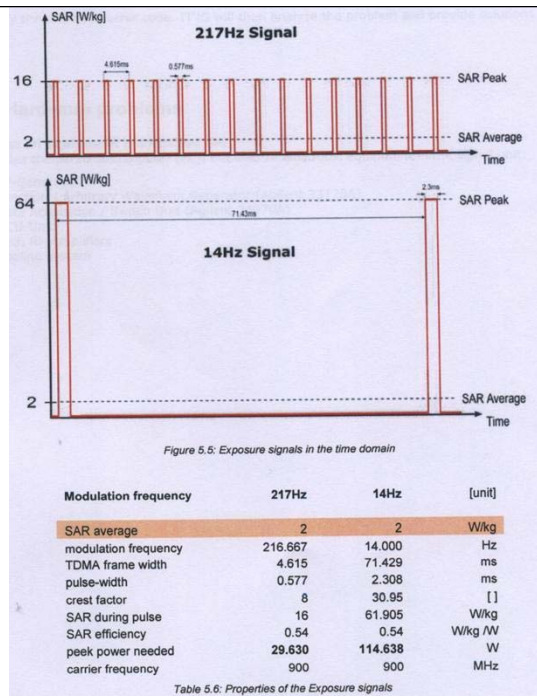 SAR [W/kg]
217Hz Signal
4.615ms
0.577ms
16
SAR Peak
2
SAR Average
Time
SAR [W/kg]
64
2.3ms
SAR Peak
71.43ms
14Hz Signal
2
SAR Average
Time
Figure 5.5: Exposure signals in the time domain
Modulation frequency 217Hz 14Hz [unit]
SAR average 2 2 W/kg
modulation frequency 216.667 14.000 Hz
TDMA frame width 4.615 71.429 ms
pulse-width 0.577 2.308 ms
crest factor 8 30.95 []
SAR during pulse 16 61.905 W/kg
SAR efficiency 0.54 0.54 W/kg /W
peek power needed 29.630 114.638 W
carrier frequency 900 900 MHz
Table 5.6: Properties of the Exposure signals